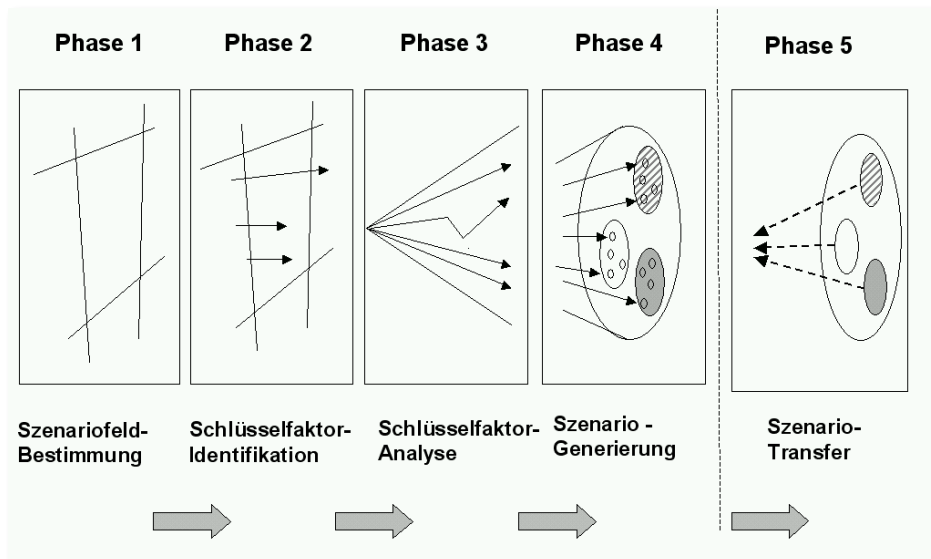 Phase 1
Phase 2
Phase 3
Phase 4
Phase 5
Szenariofeld-
Bestimmung
Schlüsselfaktor-
Identifikation
Schlüsselfaktor-
Analyse
Szenario -
Generierung
Szenario-
Transfer